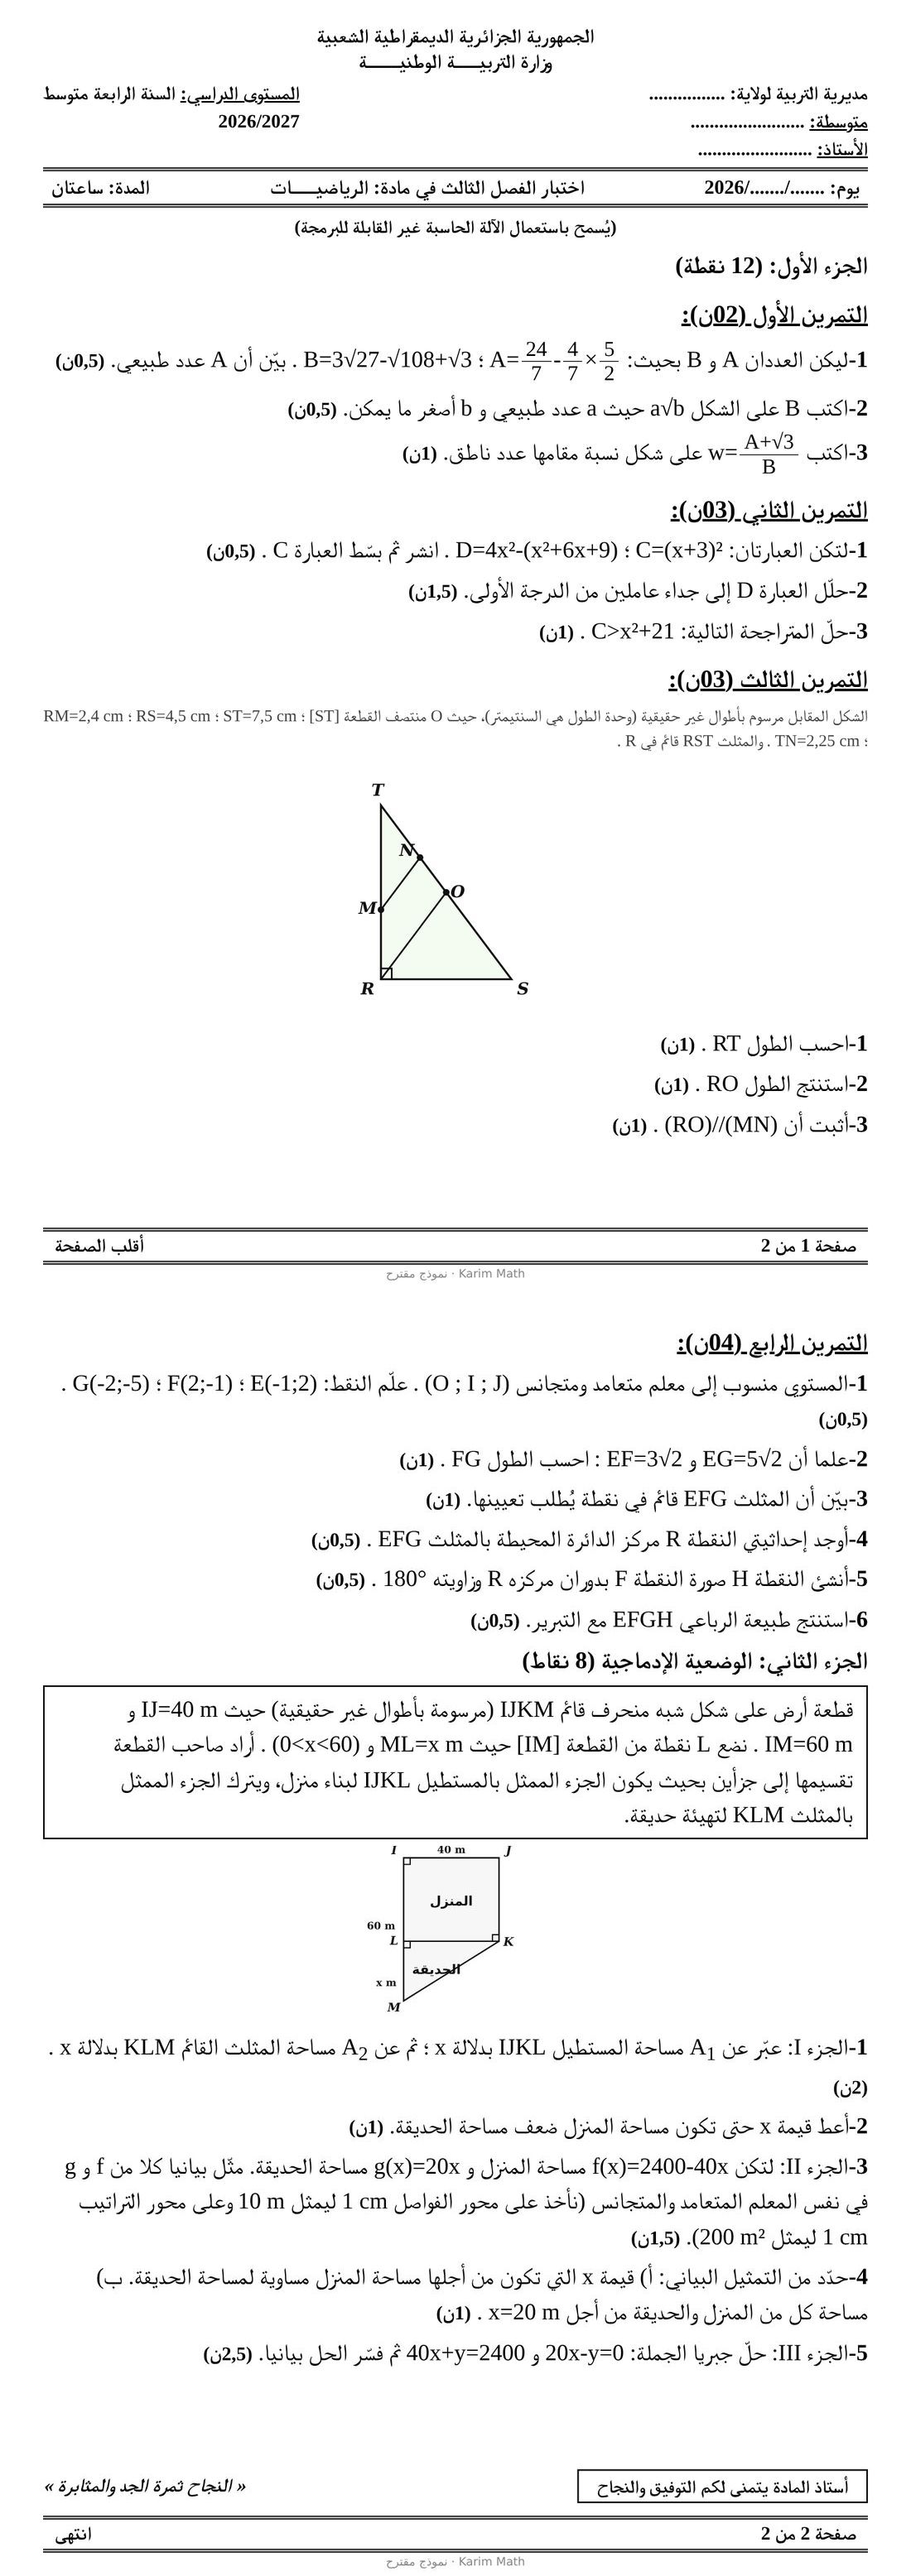 الجمهورية الجزائرية الديمقراطية الشعبية
وزارة التربيــــة الوطنيــــــة
مديرية التربية لولاية: ................
المستوى الدراسي: السنة الرابعة متوسط
متوسطة: ........................
2026/2027
الأستاذ: ........................
يوم: ......./......./2026
اختبار الفصل الثالث في مادة: الرياضيــــات
المدة: ساعتان
(يُسمح باستعمال الآلة الحاسبة غير القابلة للبرمجة)
الجزء الأول: (12 نقطة)
التمرين الأول (02ن):
1-ليكن العددان A و B بحيث: A=24/7-4/7×5/2 ؛ B=3√27-√108+√3 . بيّن أن A عدد طبيعي. (0,5ن)
2-اكتب B على الشكل a√b حيث a عدد طبيعي و b أصغر ما يمكن. (0,5ن)
3-اكتب w=A+√3/B على شكل نسبة مقامها عدد ناطق. (1ن)
التمرين الثاني (03ن):
1-لتكن العبارتان: C=(x+3)² ؛ D=4x²-(x²+6x+9) . انشر ثم بسّط العبارة C . (0,5ن)
2-حلّل العبارة D إلى جداء عاملين من الدرجة الأولى. (1,5ن)
3-حلّ المتراجحة التالية: C>x²+21 . (1ن)
التمرين الثالث (03ن):
الشكل المقابل مرسوم بأطوال غير حقيقية (وحدة الطول هي السنتيمتر)، حيث O منتصف القطعة [ST] ؛ RM=2,4 cm ؛ RS=4,5 cm ؛ ST=7,5 cm
؛ TN=2,25 cm . والمثلث RST قائم في R .
T
N
O
M
R
S
1-احسب الطول RT . (1ن)
2-استنتج الطول RO . (1ن)
3-أثبت أن (RO)//(MN) . (1ن)
صفحة 1 من 2
أقلب الصفحة
Karim Math · نموذج مقترح
التمرين الرابع (04ن):
1-المستوي منسوب إلى معلم متعامد ومتجانس (O ; I ; J) . علّم النقط: E(-1;2) ؛ F(2;-1) ؛ G(-2;-5) .
(0,5ن)
2-علما أن EG=5√2 و EF=3√2 : احسب الطول FG . (1ن)
3-بيّن أن المثلث EFG قائم في نقطة يُطلب تعيينها. (1ن)
4-أوجد إحداثيتي النقطة R مركز الدائرة المحيطة بالمثلث EFG . (0,5ن)
5-أنشئ النقطة H صورة النقطة F بدوران مركزه R وزاويته 180° . (0,5ن)
6-استنتج طبيعة الرباعي EFGH مع التبرير. (0,5ن)
الجزء الثاني: الوضعية الإدماجية (8 نقاط)
قطعة أرض على شكل شبه منحرف قائم IJKM (مرسومة بأطوال غير حقيقية) حيث IJ=40 m و
IM=60 m . نضع L نقطة من القطعة [IM] حيث ML=x m و (0<x<60) . أراد صاحب القطعة
تقسيمها إلى جزأين بحيث يكون الجزء الممثل بالمستطيل IJKL لبناء منزل، ويترك الجزء الممثل
بالمثلث KLM لتهيئة حديقة.
I
40 m
J
المنزل
60 m
L
K
الحديقة
x m
M
1-الجزء I: عبّر عن A₁ مساحة المستطيل IJKL بدلالة x ؛ ثم عن A₂ مساحة المثلث القائم KLM بدلالة x .
(2ن)
2-أعط قيمة x حتى تكون مساحة المنزل ضعف مساحة الحديقة. (1ن)
3-الجزء II: لتكن f(x)=2400-40x مساحة المنزل و g(x)=20x مساحة الحديقة. مثّل بيانيا كلا من f و g
في نفس المعلم المتعامد والمتجانس (نأخذ على محور الفواصل 1 cm ليمثل 10 m وعلى محور التراتيب
1 cm ليمثل 200 m²). (1,5ن)
4-حدّد من التمثيل البياني: أ) قيمة x التي تكون من أجلها مساحة المنزل مساوية لمساحة الحديقة. ب)
مساحة كل من المنزل والحديقة من أجل x=20 m . (1ن)
5-الجزء III: حلّ جبريا الجملة: 20x-y=0 و 40x+y=2400 ثم فسّر الحل بيانيا. (2,5ن)
أستاذ المادة يتمنى لكم التوفيق والنجاح
« النجاح ثمرة الجد والمثابرة »
صفحة 2 من 2
انتهى
Karim Math · نموذج مقترح